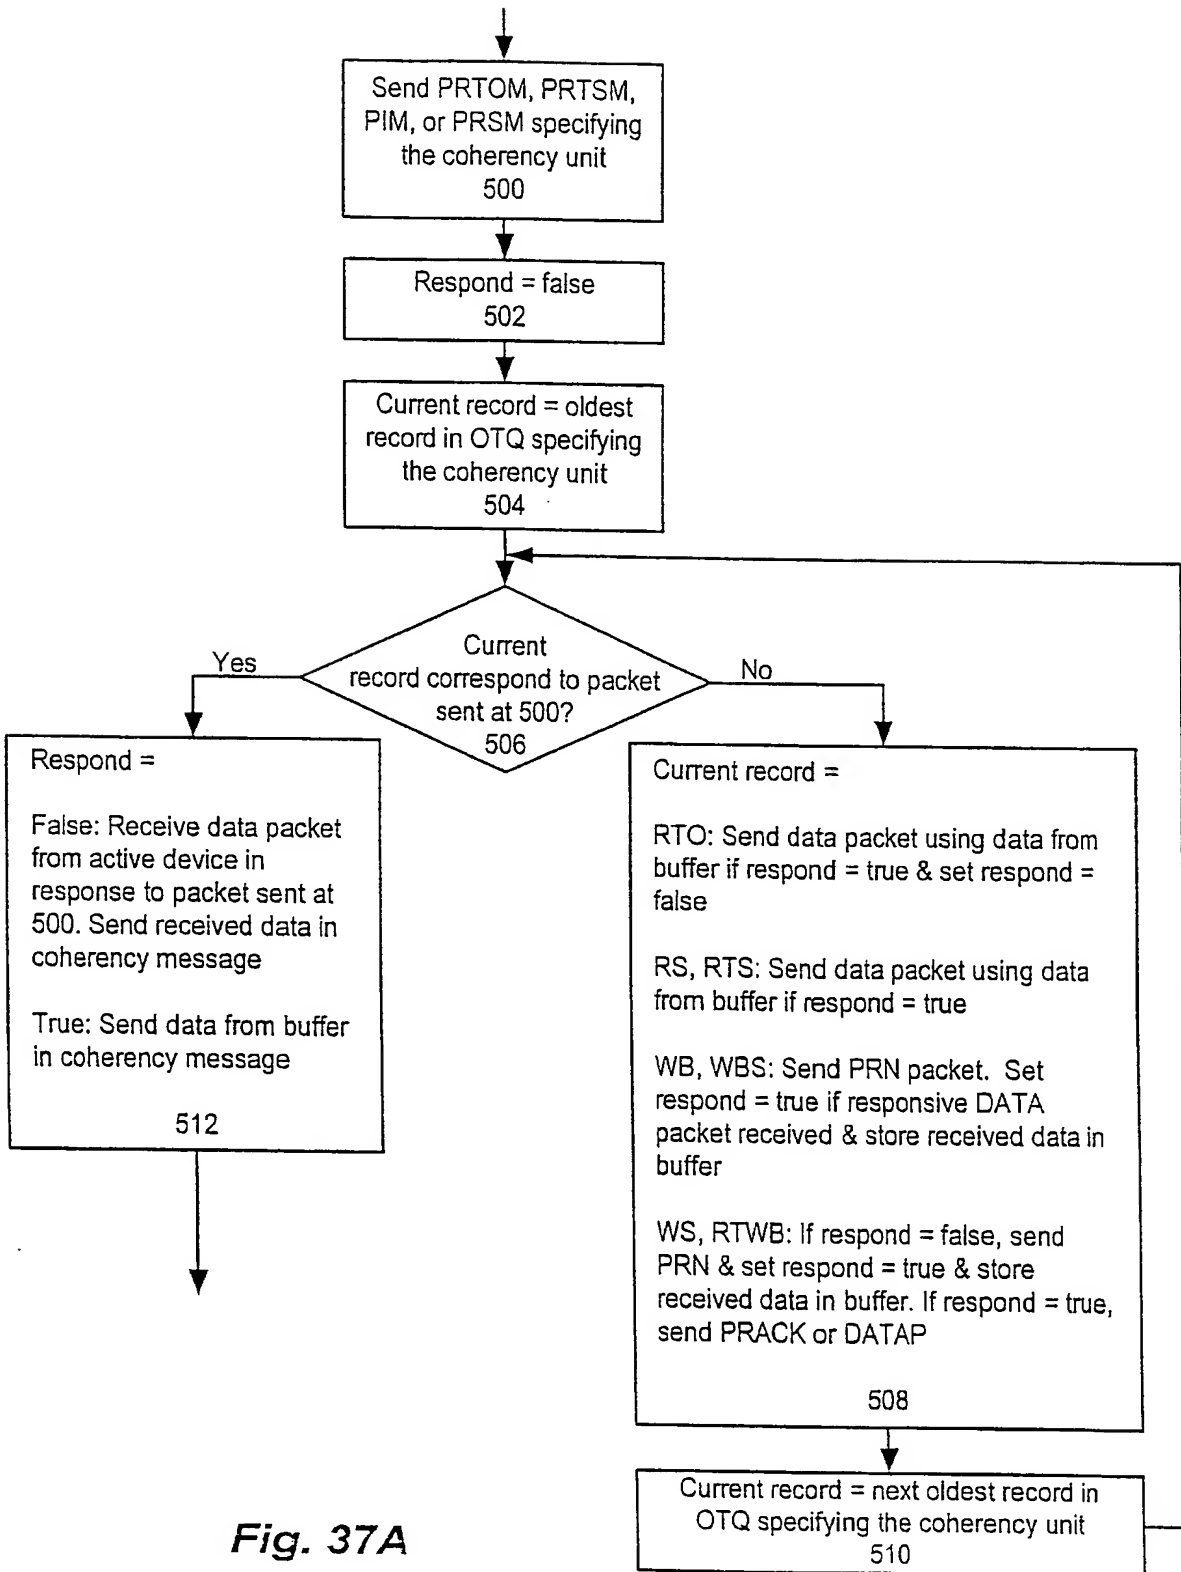 Send PRTOM, PRTSM,
PIM, or PRSM specifying
the coherency unit
500
Respond = false
502
Current record = oldest
record in OTQ specifying
the coherency unit
504
Current
record correspond to packet
sent at 500?
506
Yes
No
Respond =
False: Receive data packet
from active device in
response to packet sent at
500. Send received data in
coherency message
True: Send data from buffer
in coherency message
512
Current record =
RTO: Send data packet using data from
buffer if respond = true & set respond =
false
RS, RTS: Send data packet using data
from buffer if respond = true
WB, WBS: Send PRN packet. Set
respond = true if responsive DATA
packet received & store received data in
buffer
WS, RTWB: If respond = false, send
PRN & set respond = true & store
received data in buffer. If respond = true,
send PRACK or DATAP
508
Current record = next oldest record in
OTQ specifying the coherency unit
510
Fig. 37A